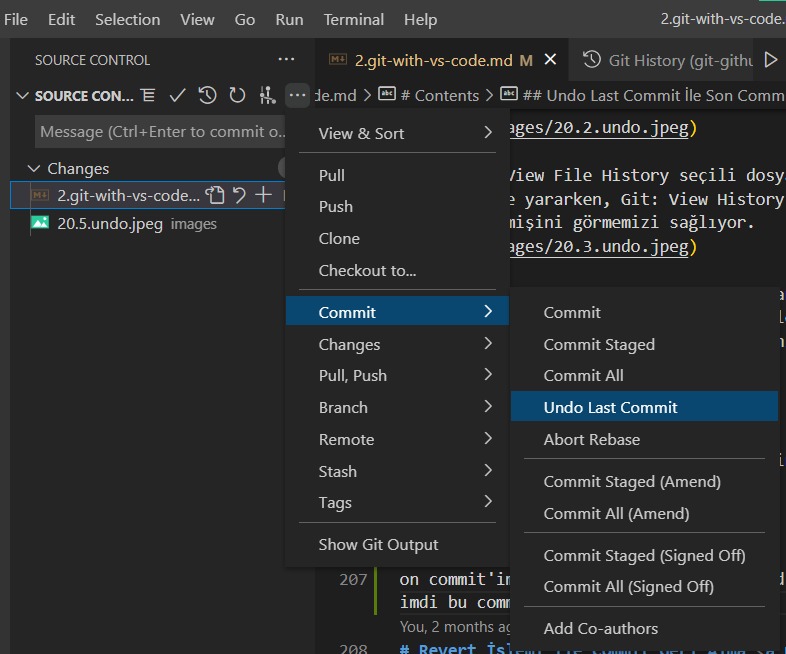 File Edit Selection View Go Run Terminal Help 2.git-with-vs-code.
SOURCE CONTROL
2.git-with-vs-code.md M
Git History (git-githu
SOURCE CON...
de.md > # Contents > ## Undo Last Commit İle Son Comm
Message (Ctrl+Enter to commit o...
Changes
2.git-with-vs-code...
20.5.undo.jpeg images
View & Sort
Pull
Push
Clone
Checkout to...
Commit
Changes
Pull, Push
Branch
Remote
Stash
Tags
Show Git Output
Commit
Commit Staged
Commit All
Undo Last Commit
Abort Rebase
Commit Staged (Amend)
Commit All (Amend)
Commit Staged (Signed Off)
Commit All (Signed Off)
Add Co-authors
ages/20.2.undo.jpeg)
View File History seçili dosy
e yararken, Git: View History
mişini görmemizi sağlıyor.
ages/20.3.undo.jpeg)
207 on commit'i
imdi bu comm
You, 2 months ag
208 # Revert İşlemi ile Commit Geri Alma